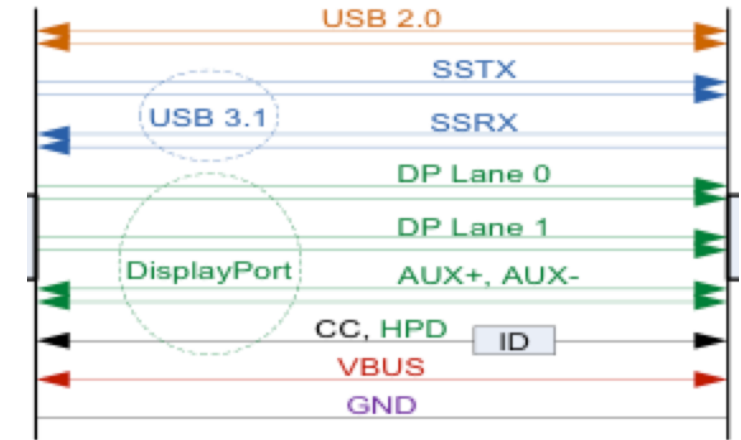 USB 2.0
SSTX
USB 3.1
SSRX
DP Lane 0
DP Lane 1
DisplayPort
AUX+, AUX-
CC, HPD
ID
VBUS
GND